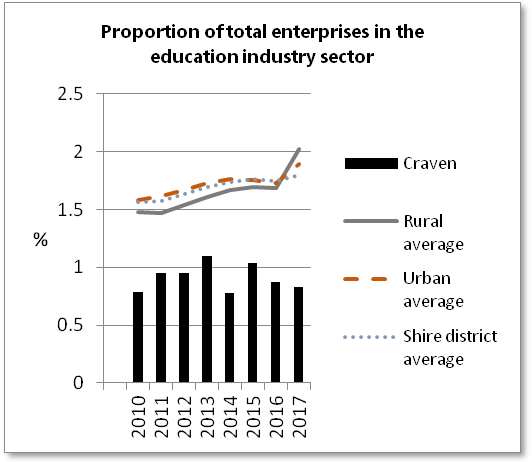 Proportion of total enterprises in the
education industry sector
2.5
2
1.5
1
0.5
0
%
2010
2011
2012
2013
2014
2015
2016
2017
Craven
Rural
average
Urban
average
Shire district
average